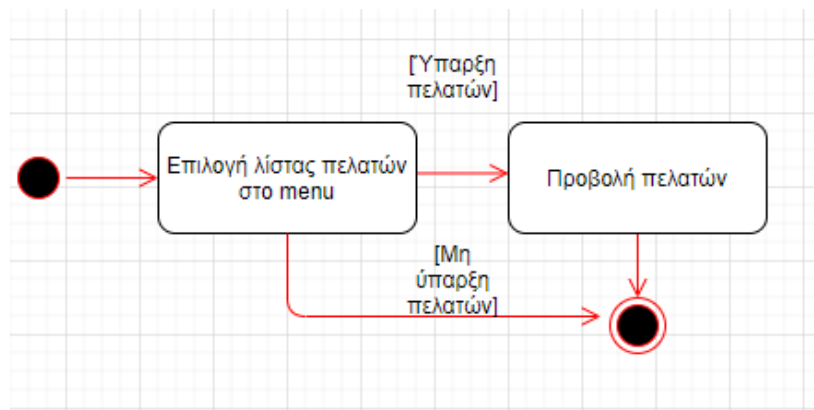 [Ύπαρξη
πελατών]
Επιλογή λίστας πελατών
στο menu
Προβολή πελατών
[Μη
ύπαρξη
πελατών]